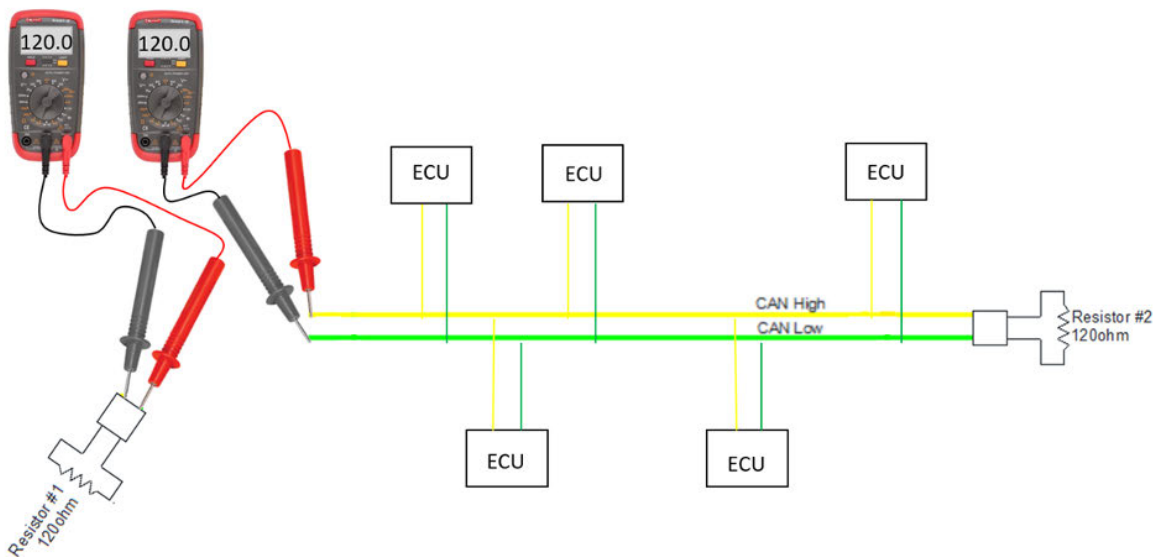 120.0
120.0
ECU
ECU
ECU
CAN High
CAN Low
Resistor #2
120ohm
ECU
ECU
Resistor #1
120ohm